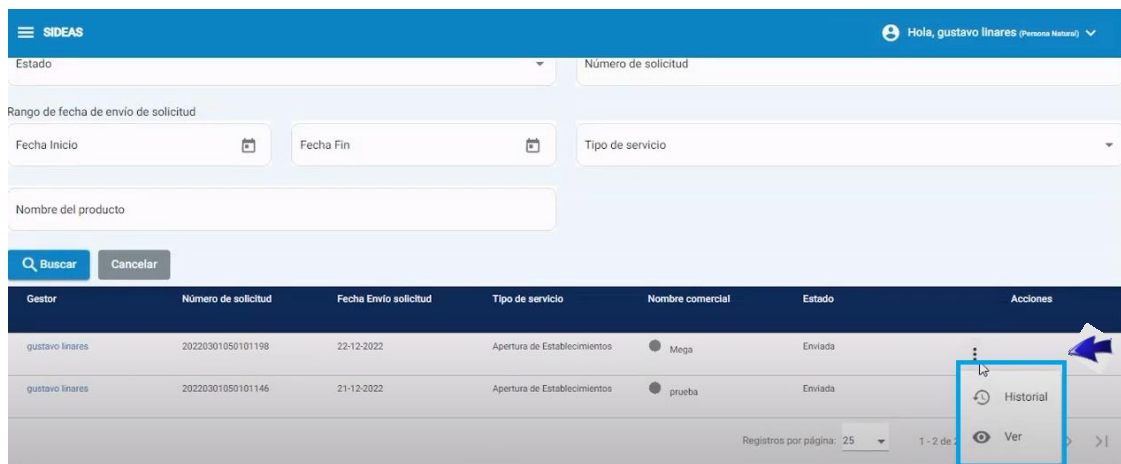 SIDEAS
Hola, gustavo linares (Persona Natural)
Estado
Número de solicitud
Rango de fecha de envío de solicitud
Fecha Inicio
Fecha Fin
Tipo de servicio
Nombre del producto
Buscar
Cancelar
Gestor Número de solicitud Fecha Envío solicitud Tipo de servicio Nombre comercial Estado Acciones
gustavo linares 20220301050101198 22-12-2022 Apertura de Establecimientos Mega Enviada
gustavo linares 20220301050101146 21-12-2022 Apertura de Establecimientos prueba Enviada
Historial
Ver
Registros por página: 25 1 - 2 de